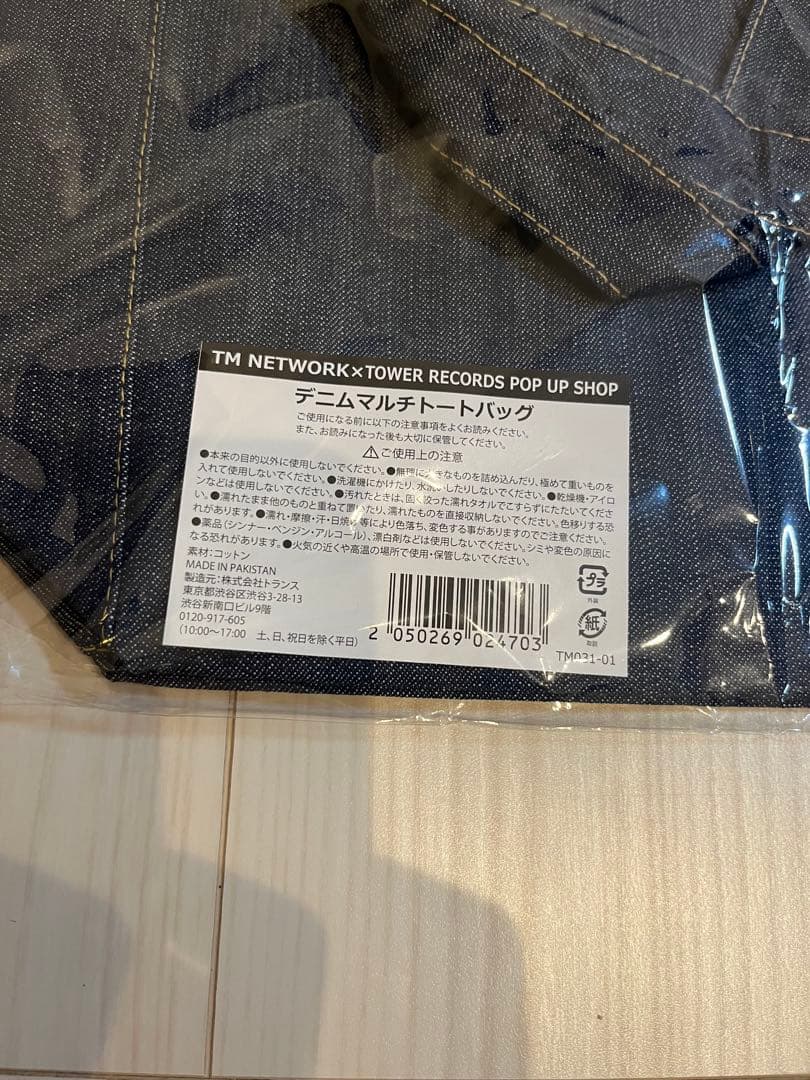 TM NETWORK×TOWER RECORDS POP UP SHOP
デニムマルチトートバッグ
ご使用になる前に以下の注意事項をよくお読みください。
また、お読みになった後も大切に保管してください。
⚠ご使用上の注意
●本来の目的以外に使用しないでください。●無理に大きなものを詰め込んだり、極めて重いものを
入れて使用しないでください。●洗濯機にかけたり、水洗いしたりしないでください。●乾燥機・アイロ
ンなどは使用しないでください。●汚れたときは、固く絞った濡れタオルでこすらずにたたいてくださ
い。●濡れたまま他のものと重ねて置いたり、濡れたものを直接収納しないでください。色移りする恐
れがあります。●濡れ・摩擦・汗・日焼け等により色落ち、変色する事がありますのでご注意ください。
●薬品(シンナー・ベンジン・アルコール)、漂白剤などは使用しないでください。シミや変色の原因に
なる恐れがあります。●火気の近くや高温の場所で使用・保管しないでください。
素材:コットン
MADE IN PAKISTAN
製造元:株式会社トランス
東京都渋谷区渋谷3-28-13
渋谷新南口ビル9階
0120-917-605
(10:00~17:00 土、日、祝日を除く平日)
2 050269 024703
プラ
外装
紙
TM031-01